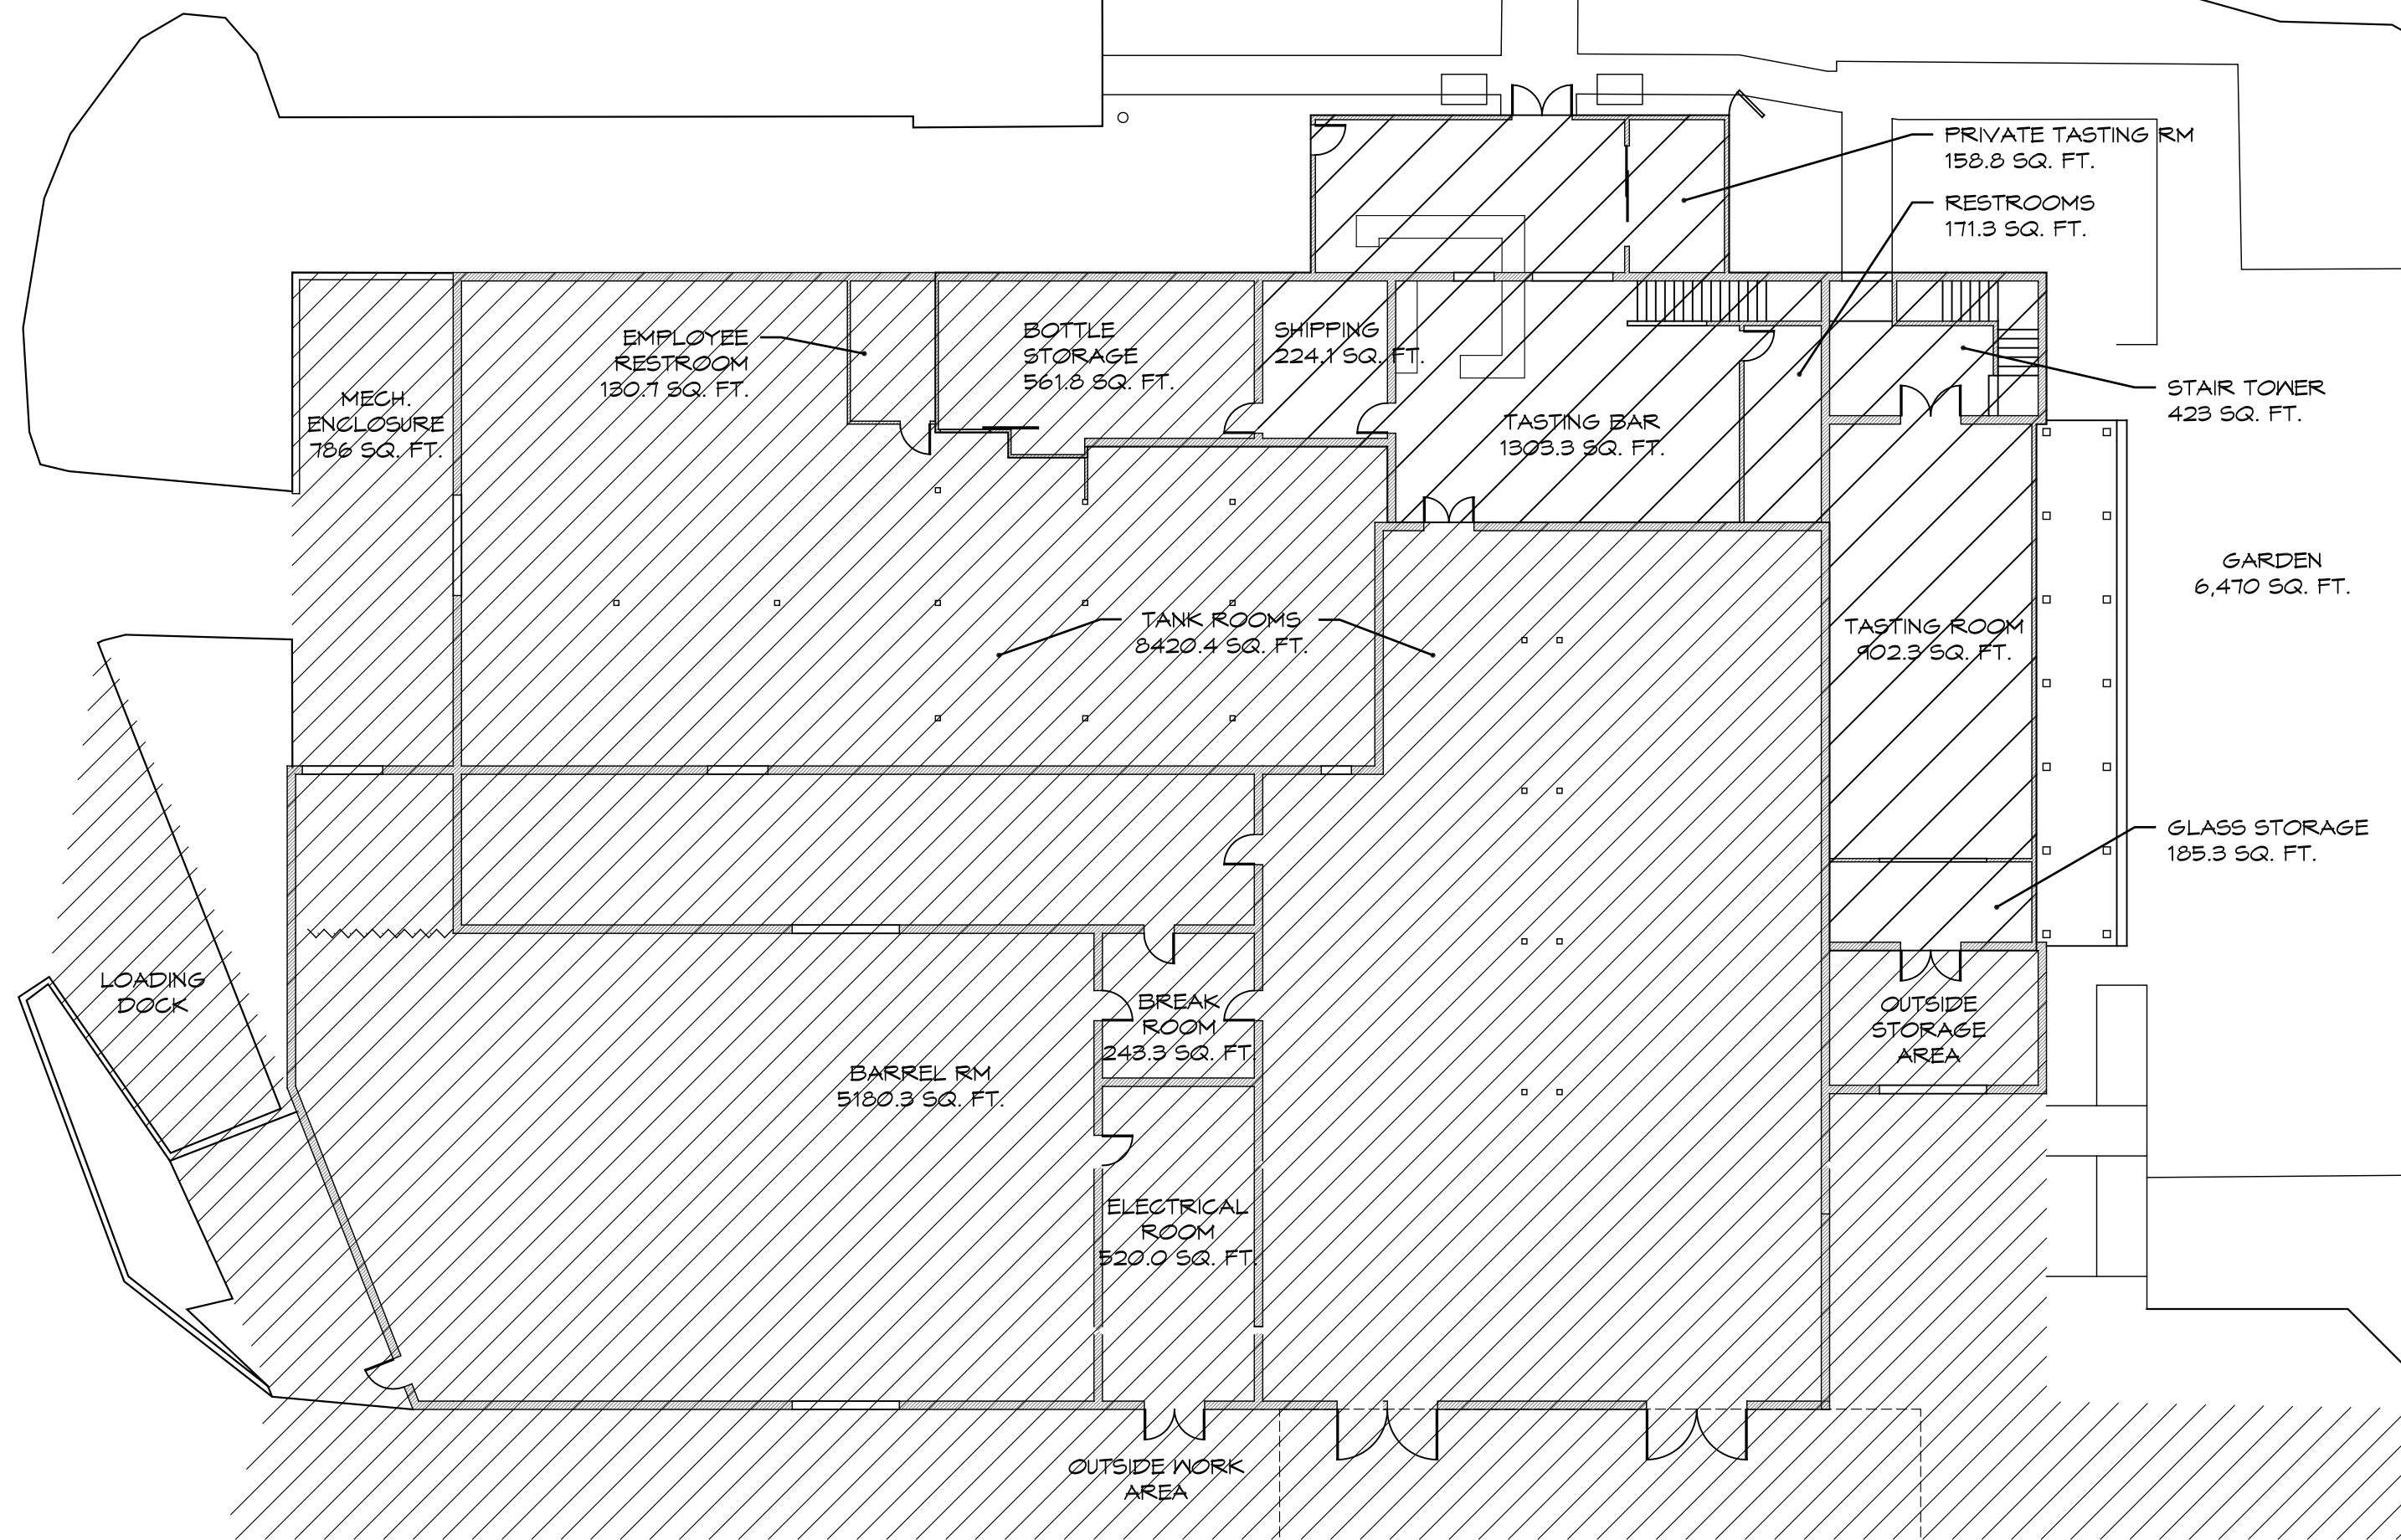 PRIVATE TASTING RM
158.8 SQ. FT.
RESTROOMS
171.3 SQ. FT.
EMPLOYEE
RESTROOM
130.7 SQ. FT.
BOTTLE
STORAGE
561.8 SQ. FT.
SHIPPING
224.1 SQ. FT.
MECH.
ENCLOSURE
786 SQ. FT.
TASTING BAR
1303.3 SQ. FT.
STAIR TOWER
423 SQ. FT.
GARDEN
6,470 SQ. FT.
TANK ROOMS
8420.4 SQ. FT.
TASTING ROOM
902.3 SQ. FT.
GLASS STORAGE
185.3 SQ. FT.
LOADING
DOCK
BREAK
ROOM
243.3 SQ. FT.
OUTSIDE
STORAGE
AREA
BARREL RM
5180.3 SQ. FT.
ELECTRICAL
ROOM
520.0 SQ. FT.
OUTSIDE WORK
AREA